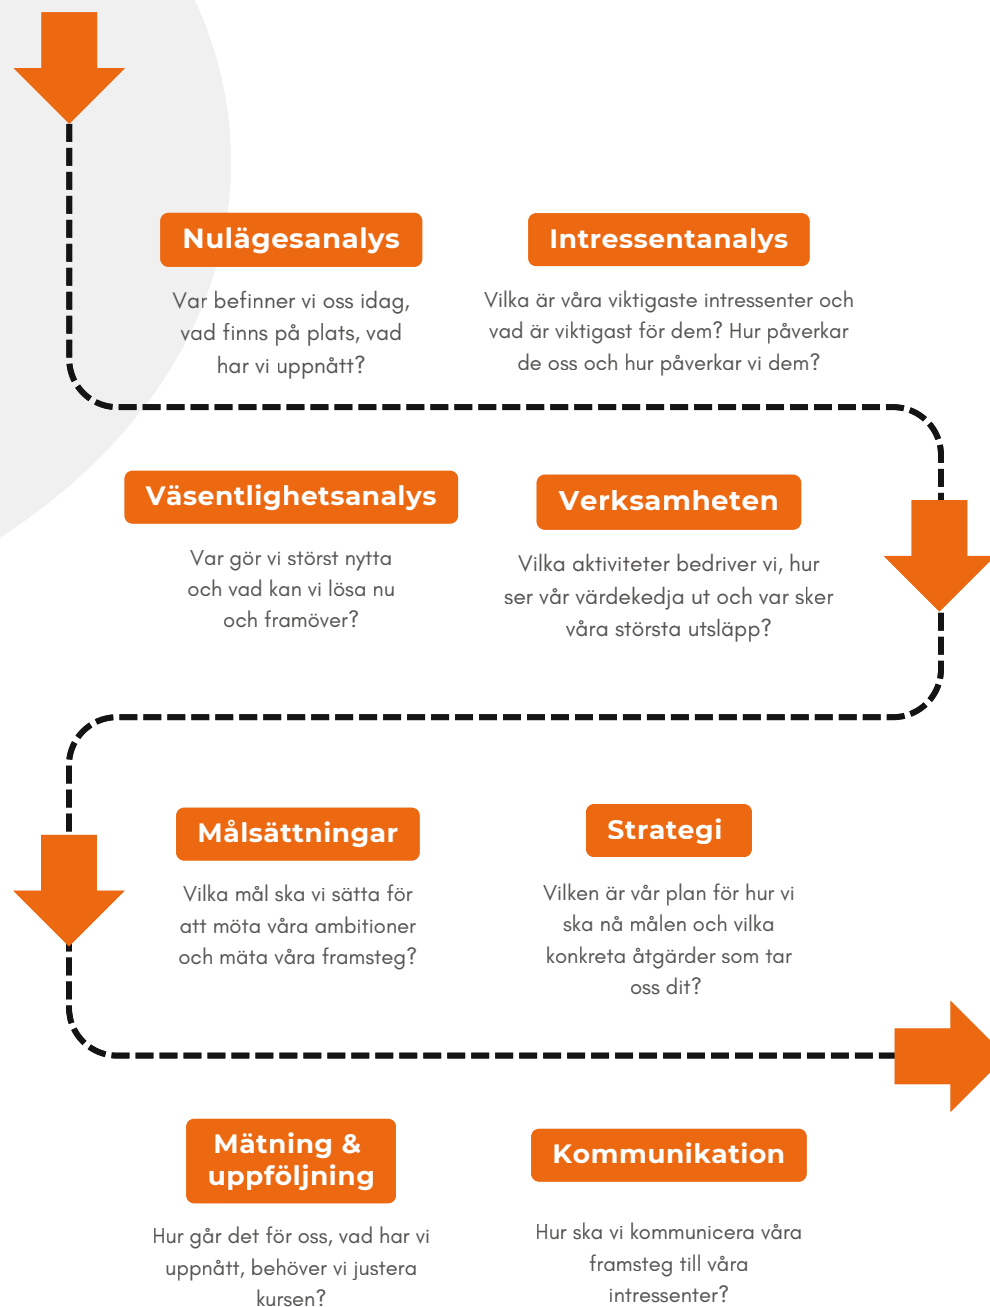 Nulägesanalys
Var befinner vi oss idag,
vad finns på plats, vad
har vi uppnått?
Intressentanalys
Vilka är våra viktigaste intressenter och
vad är viktigast för dem? Hur påverkar
de oss och hur påverkar vi dem?
Väsentlighetsanalys
Var gör vi störst nytta
och vad kan vi lösa nu
och framöver?
Verksamheten
Vilka aktiviteter bedriver vi, hur
ser vår värdekedja ut och var sker
våra största utsläpp?
Målsättningar
Vilka mål ska vi sätta för
att möta våra ambitioner
och mäta våra framsteg?
Strategi
Vilken är vår plan för hur vi
ska nå målen och vilka
konkreta åtgärder som tar
oss dit?
Mätning &
uppföljning
Hur går det för oss, vad har vi
uppnått, behöver vi justera
kursen?
Kommunikation
Hur ska vi kommunicera våra
framsteg till våra
intressenter?